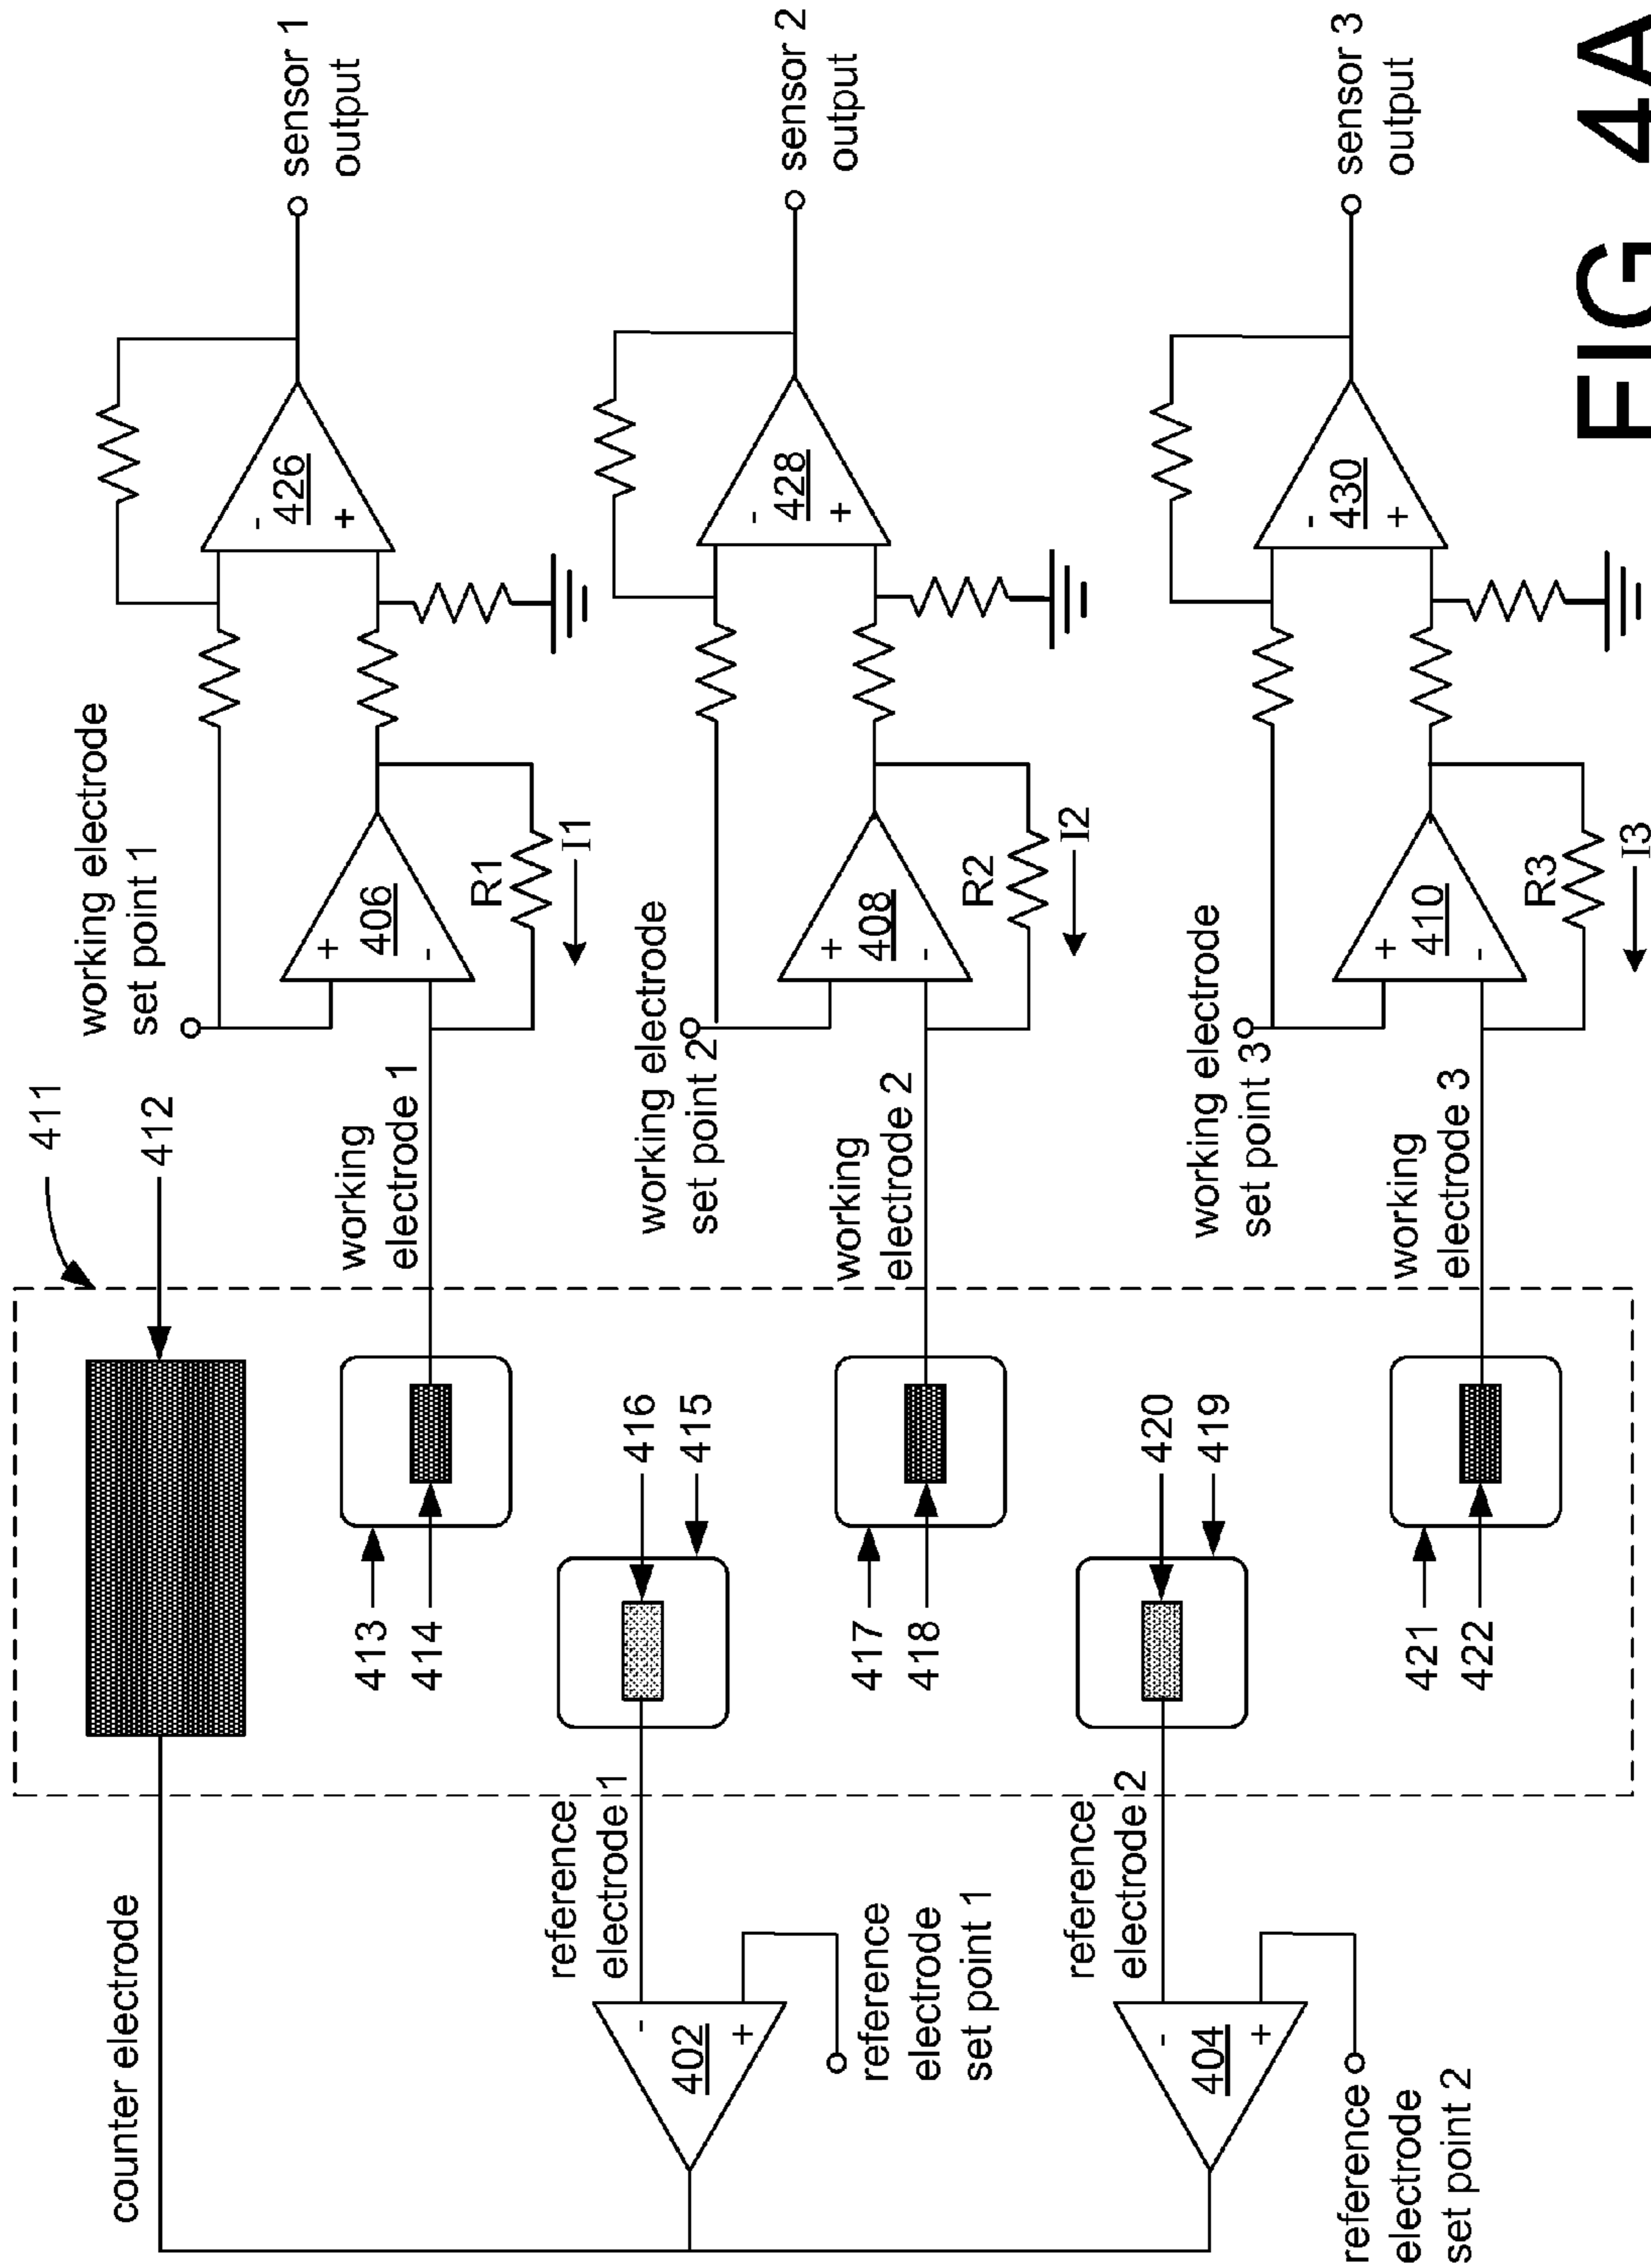 411
412
counter electrode
working electrode
set point 1
-
426
+
sensor 1
output
+
406
-
R1
I1
working
electrode 1
413
414
416
415
reference
electrode 1
-
402
+
reference
electrode
set point 1
working electrode
set point 2
-
428
+
sensor 2
output
+
408
-
R2
I2
working
electrode 2
417
418
420
419
reference
electrode 2
-
404
+
reference
electrode
set point 2
working electrode
set point 3
-
430
+
sensor 3
output
+
410
-
R3
I3
working
electrode 3
421
422
FIG 4A